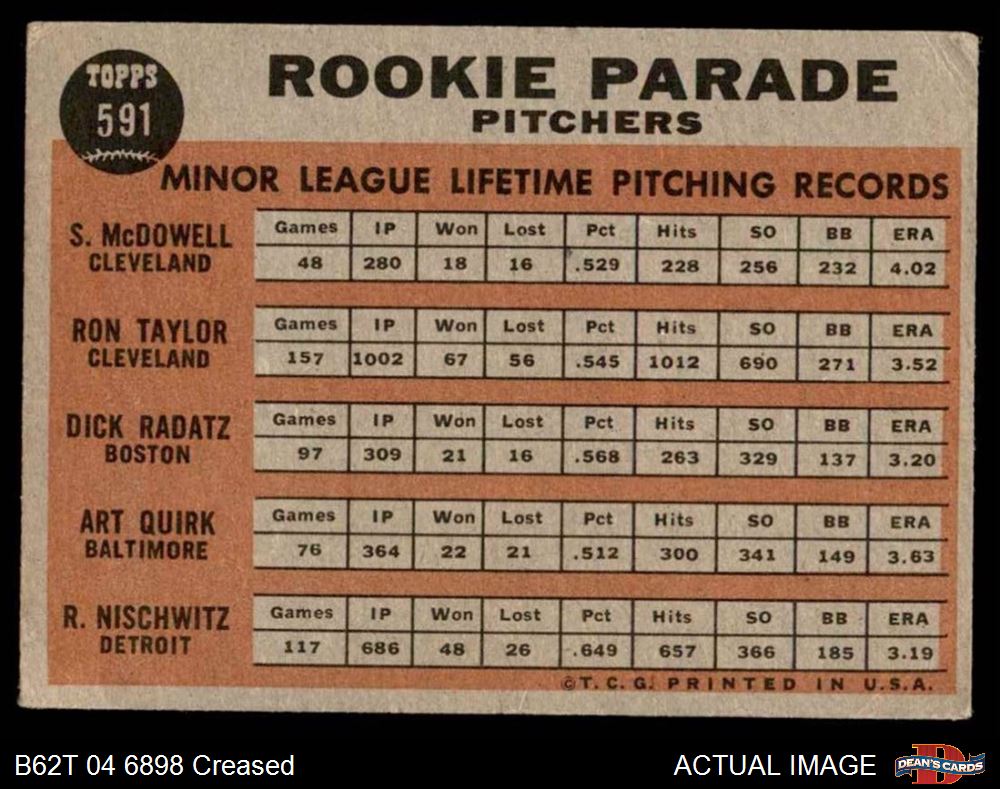 TOPPS
591
ROOKIE PARADE
PITCHERS
MINOR LEAGUE LIFETIME PITCHING RECORDS
S. McDOWELL
CLEVELAND
Games IP Won Lost Pct Hits SO BB ERA
48 280 18 16 .529 228 256 232 4.02
RON TAYLOR
CLEVELAND
Games IP Won Lost Pct Hits SO BB ERA
157 1002 67 56 .545 1012 690 271 3.52
DICK RADATZ
BOSTON
Games IP Won Lost Pct Hits SO BB ERA
97 309 21 16 .568 263 329 137 3.20
ART QUIRK
BALTIMORE
Games IP Won Lost Pct Hits SO BB ERA
76 364 22 21 .512 300 341 149 3.63
R. NISCHWITZ
DETROIT
Games IP Won Lost Pct Hits SO BB ERA
117 686 48 26 .649 657 366 185 3.19
©T.C.G. PRINTED IN U.S.A.
B62T 04 6898 Creased
ACTUAL IMAGE
DEAN'S CARDS